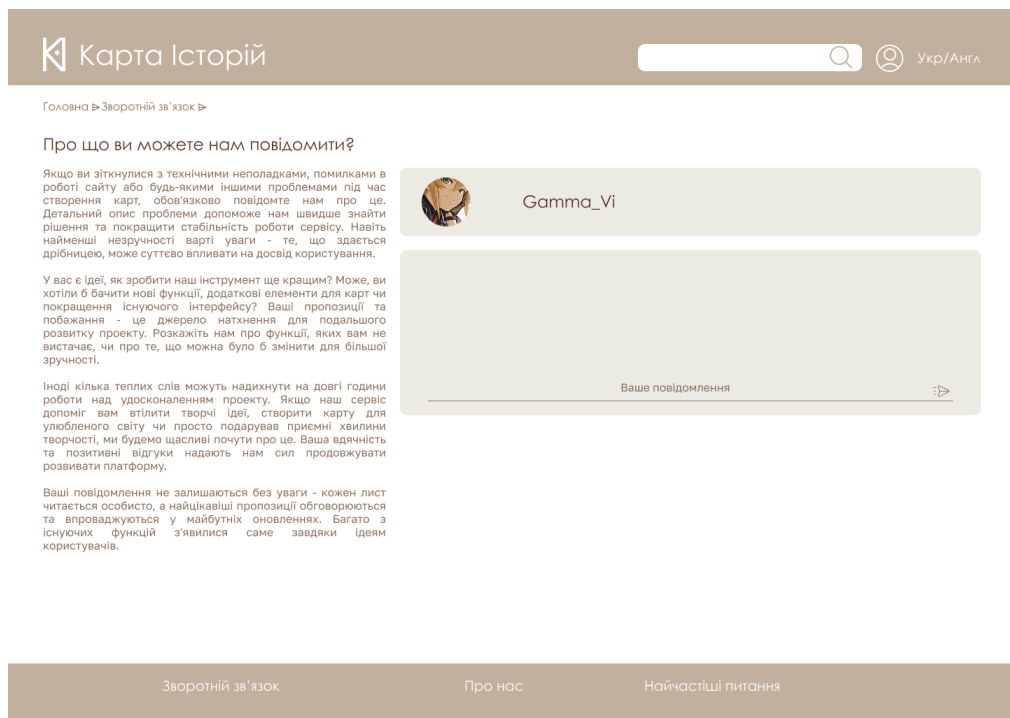 Карта Історій
Укр/Англ
Головна
Зворотній зв'язок
Про що ви можете нам повідомити?
Якщо ви зіткнулися з технічними неполадками, помилками в
роботі сайту або будь-якими іншими проблемами під час
створення карт, обов'язково повідомте нам про це.
Детальний опис проблеми допоможе нам швидше знайти
рішення та покращити стабільність роботи сервісу. Навіть
найменші незручності варті уваги - те, що здається
дрібницею, може суттєво впливати на досвід користування.
У вас є ідеї, як зробити наш інструмент ще кращим? Може, ви
хотіли б бачити нові функції, додаткові елементи для карт чи
покращення існуючого інтерфейсу? Ваші пропозиції та
побажання - це джерело натхнення для подальшого
розвитку проекту. Розкажіть нам про функції, яких вам не
вистачає, чи про те, що можна було б змінити для більшої
зручності.
Іноді кілька теплих слів можуть надихнути на довгі години
роботи над удосконаленням проекту. Якщо наш сервіс
допоміг вам втілити творчі ідеї, створити карту для
улюбленого світу чи просто подарував приємні хвилини
творчості, ми будемо щасливі почути про це. Ваша вдячність
та позитивні відгуки надають нам сил продовжувати
розвивати платформу.
Ваші повідомлення не залишаються без уваги - кожен лист
читається особисто, а найцікавіші пропозиції обговорюються
та впроваджуються у майбутніх оновленнях. Багато з
існуючих функцій з'явилися саме завдяки ідеям
користувачів.
Gamma_Vi
Ваше повідомлення
Зворотній зв'язок
Про нас
Найчастіші питання